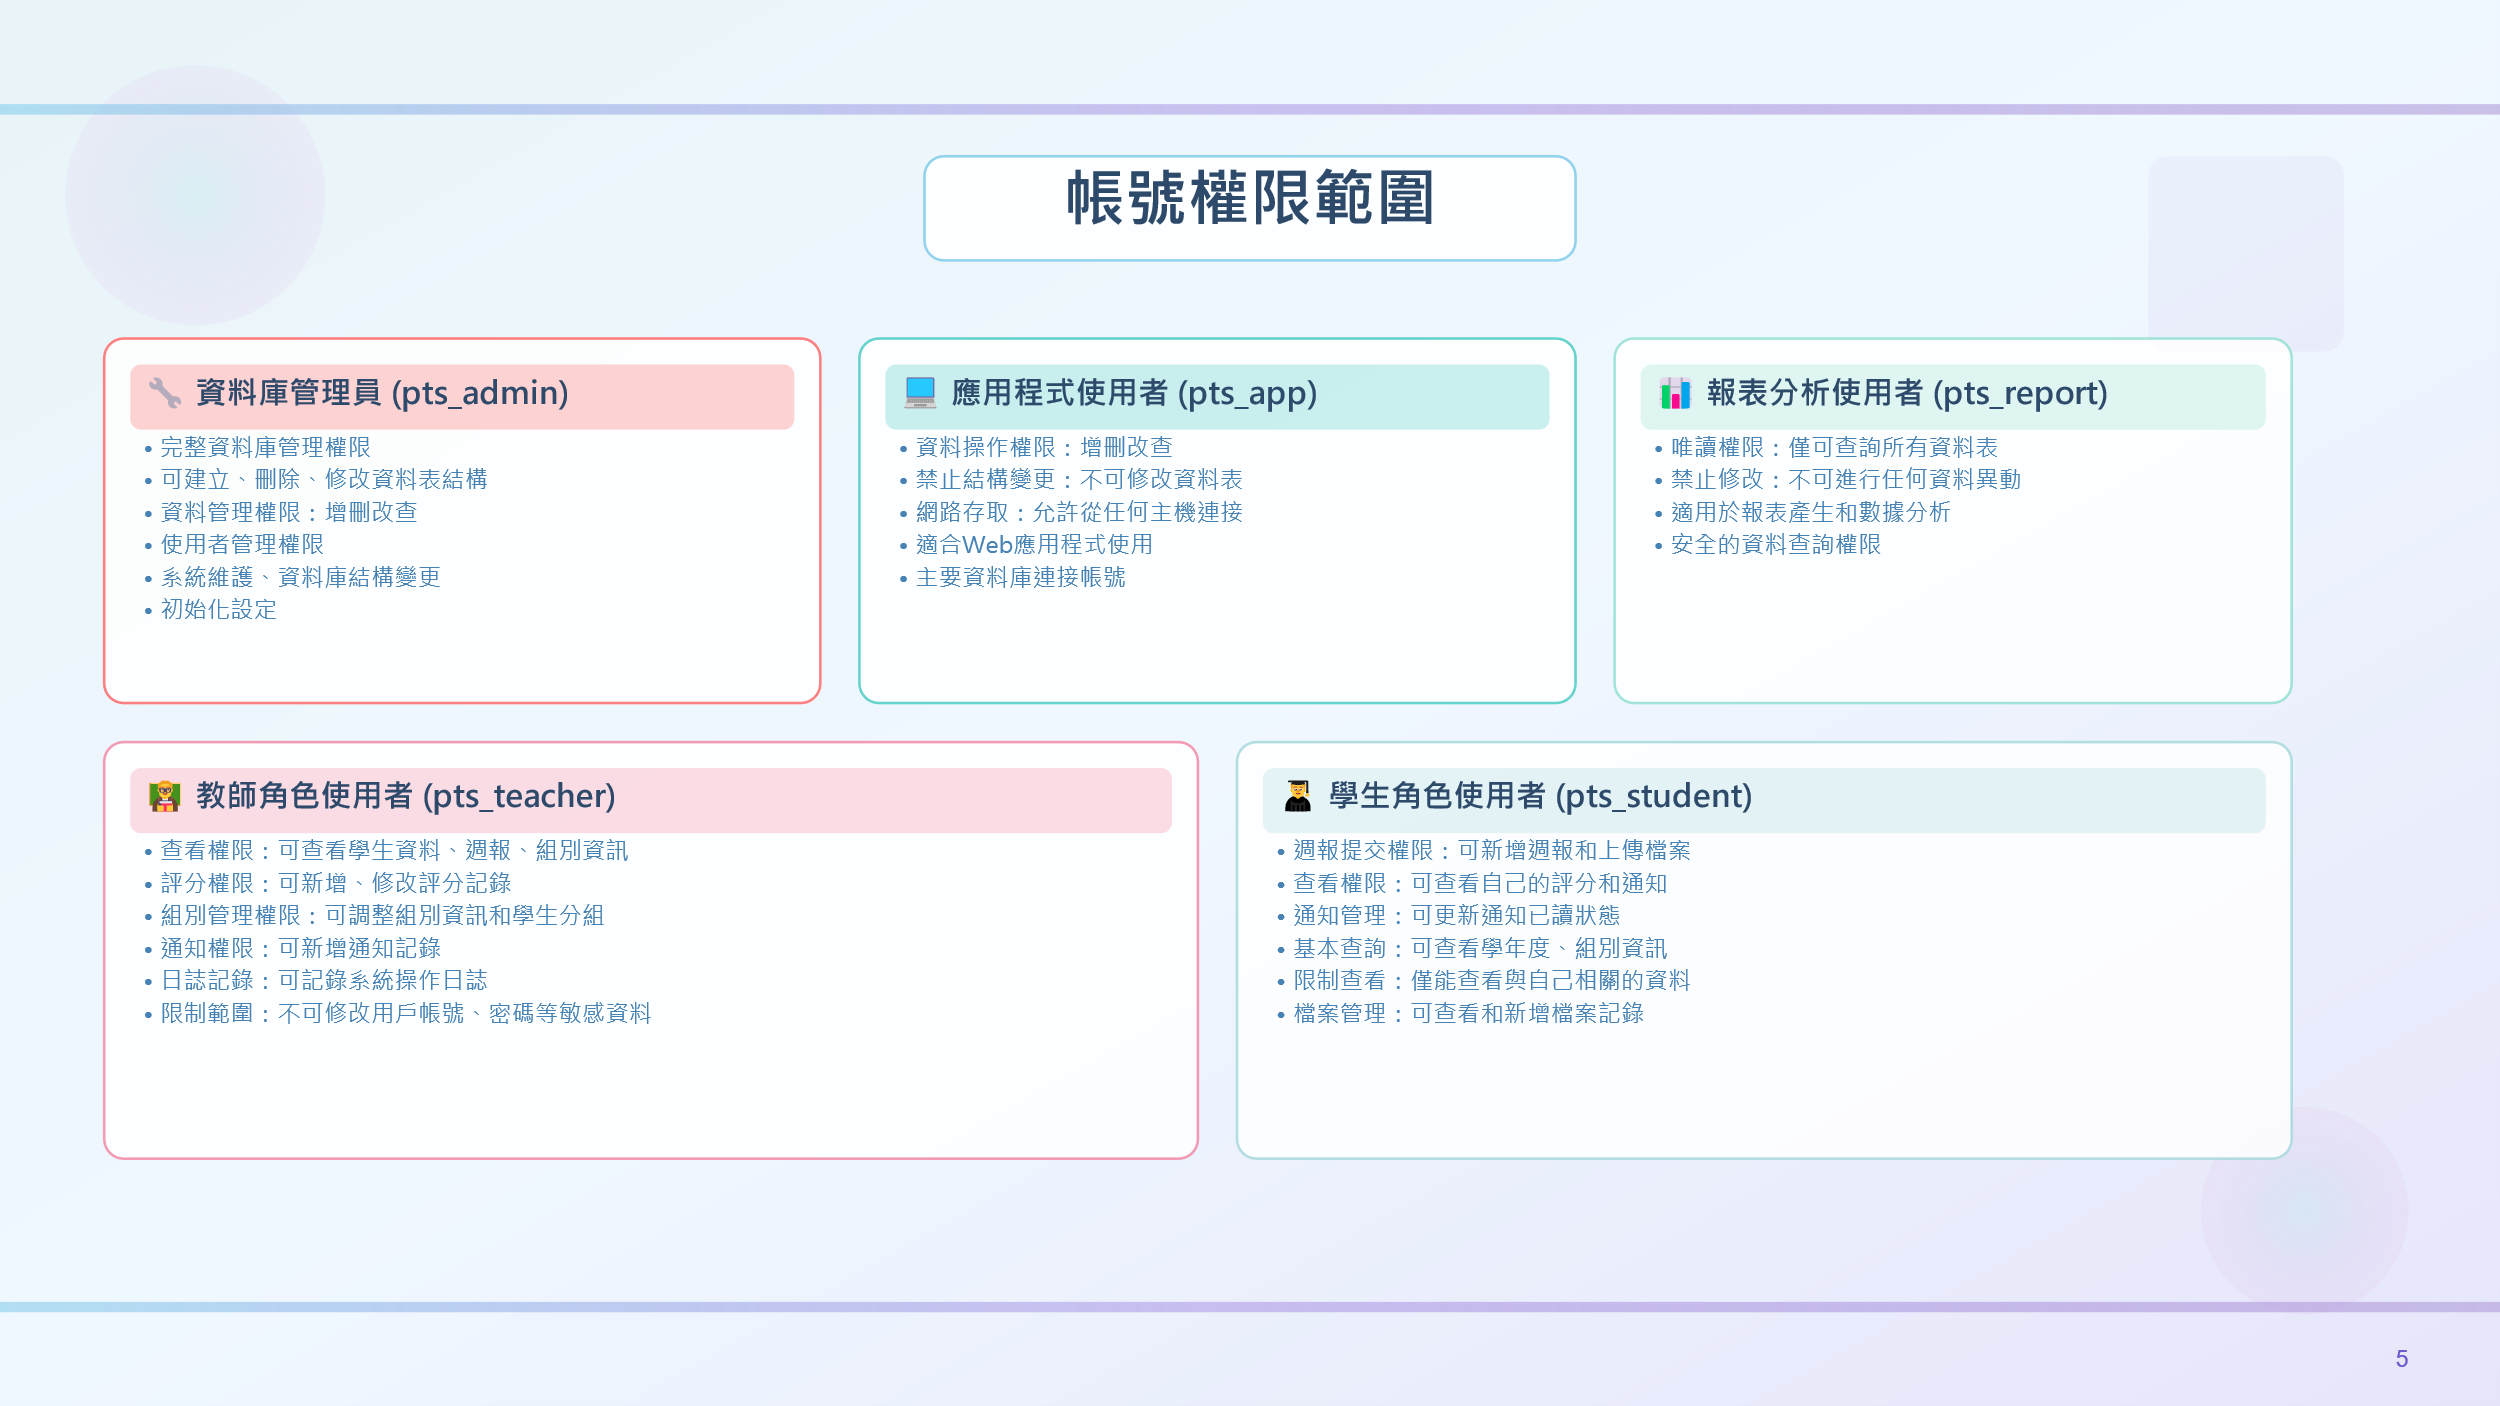 帳號權限範圍
資料庫管理員 (pts_admin)
• 完整資料庫管理權限
• 可建立、刪除、修改資料表結構
• 資料管理權限：增刪改查
• 使用者管理權限
• 系統維護、資料庫結構變更
• 初始化設定
應用程式使用者 (pts_app)
• 資料操作權限：增刪改查
• 禁止結構變更：不可修改資料表
• 網路存取：允許從任何主機連接
• 適合Web應用程式使用
• 主要資料庫連接帳號
報表分析使用者 (pts_report)
• 唯讀權限：僅可查詢所有資料表
• 禁止修改：不可進行任何資料異動
• 適用於報表產生和數據分析
• 安全的資料查詢權限
教師角色使用者 (pts_teacher)
• 查看權限：可查看學生資料、週報、組別資訊
• 評分權限：可新增、修改評分記錄
• 組別管理權限：可調整組別資訊和學生分組
• 通知權限：可新增通知記錄
• 日誌記錄：可記錄系統操作日誌
• 限制範圍：不可修改用戶帳號、密碼等敏感資料
學生角色使用者 (pts_student)
• 週報提交權限：可新增週報和上傳檔案
• 查看權限：可查看自己的評分和通知
• 通知管理：可更新通知已讀狀態
• 基本查詢：可查看學年度、組別資訊
• 限制查看：僅能查看與自己相關的資料
• 檔案管理：可查看和新增檔案記錄
5